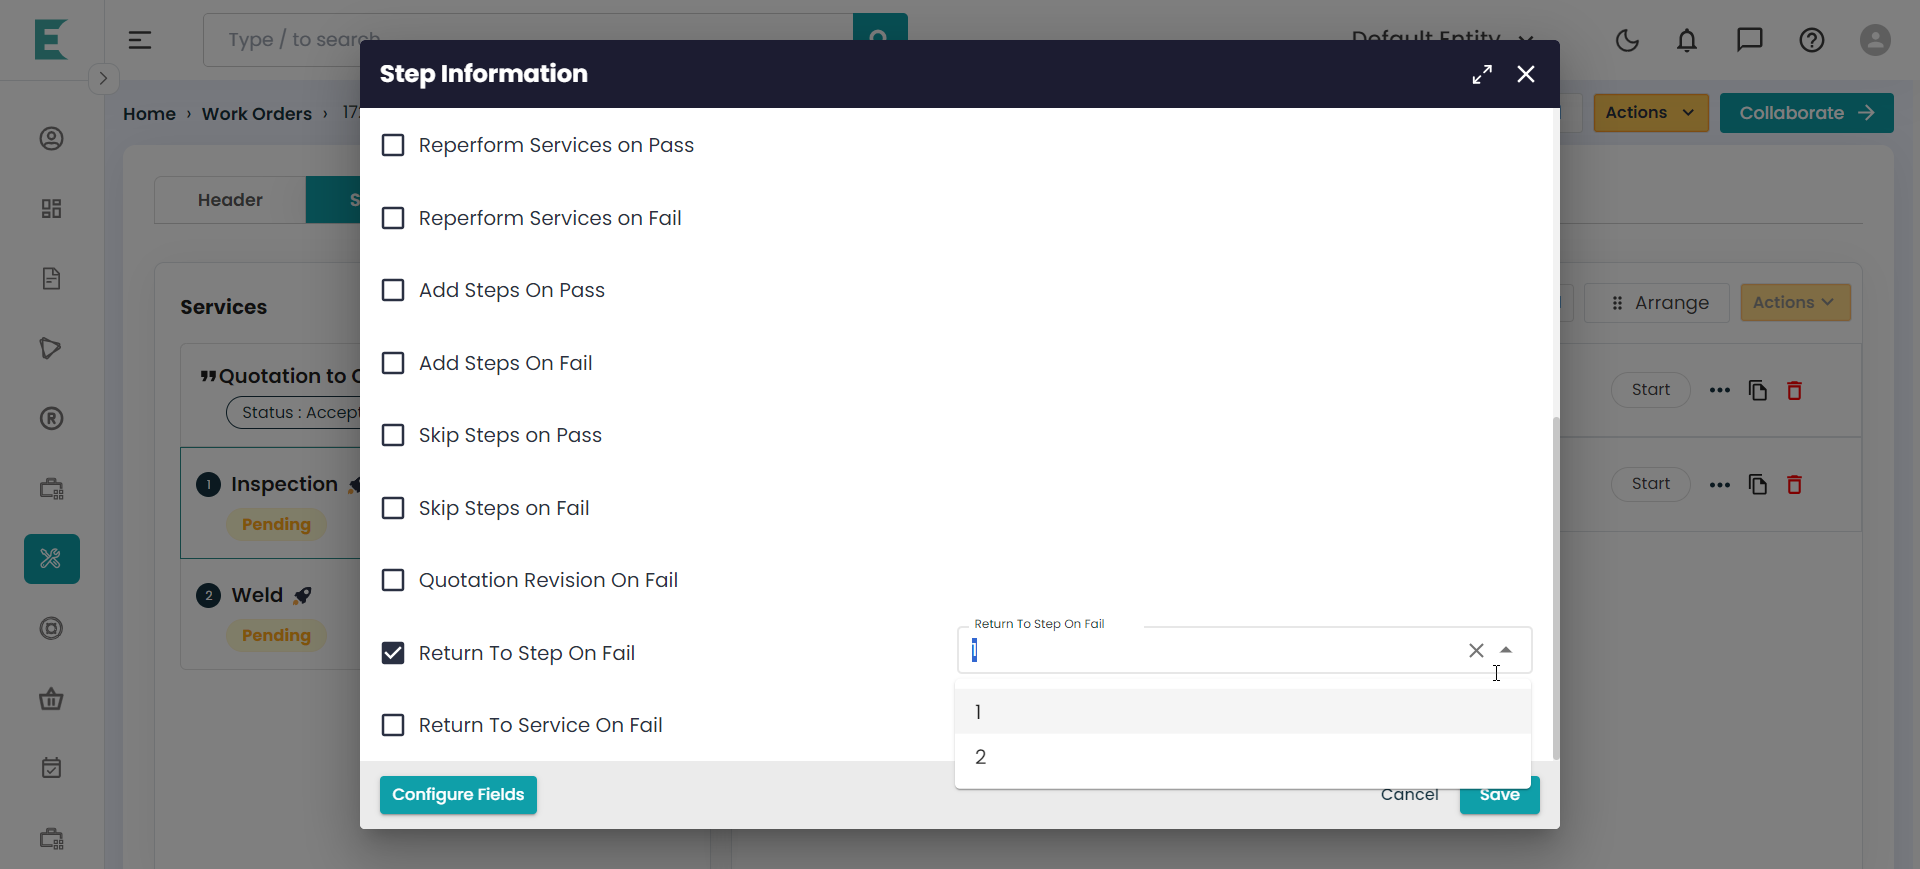 Type / to search
Default Entity
Step Information
Home › Work Orders › 17.
Actions
Collaborate
Reperform Services on Pass
Header
Reperform Services on Fail
Add Steps On Pass
Services
Arrange
Actions
Add Steps On Fail
Quotation to
Start
Status : Accept
Skip Steps on Pass
1 Inspection
Start
Skip Steps on Fail
Pending
Quotation Revision On Fail
2 Weld
Return To Step On Fail
Pending
Return To Step On Fail
1
1
Return To Service On Fail
2
Configure Fields
Cancel
Save